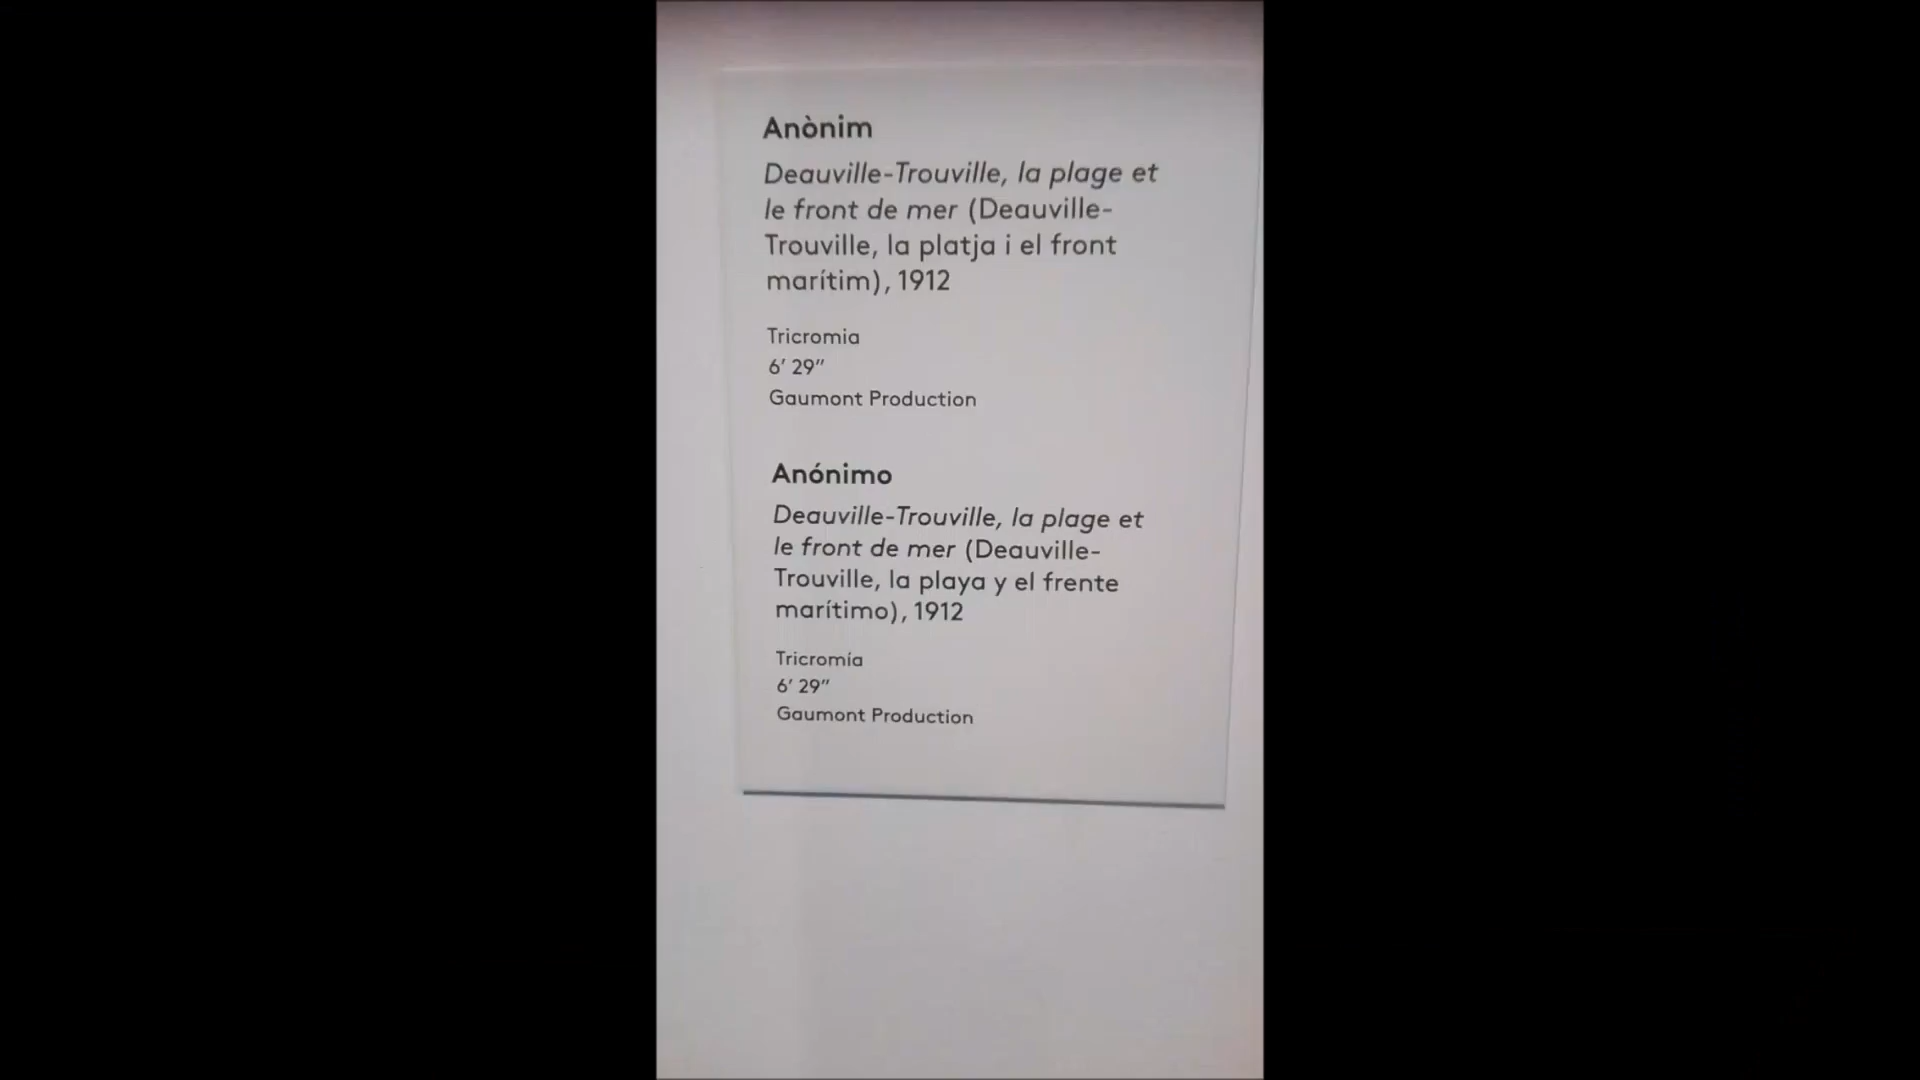 Anònim
Deauville-Trouville, la plage et
le front de mer (Deauville-
Trouville, la platja i el front
marítim), 1912
Tricromia
6' 29"
Gaumont Production
Anónimo
Deauville-Trouville, la plage et
le front de mer (Deauville-
Trouville, la playa y el frente
marítimo), 1912
Tricromía
6' 29"
Gaumont Production